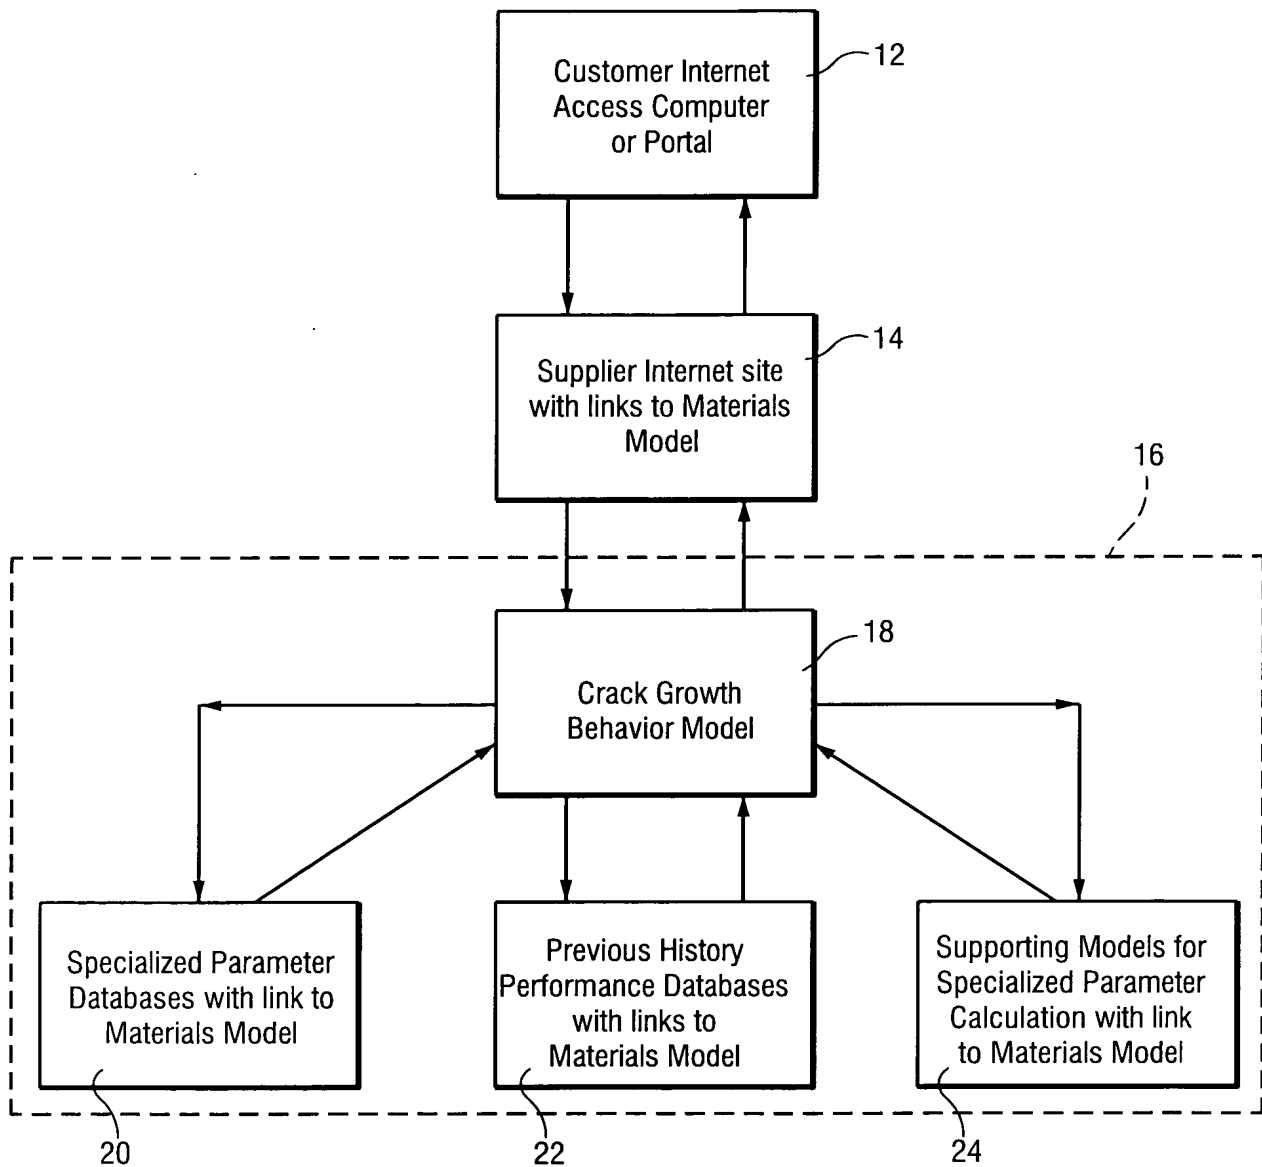 Customer Internet
Access Computer
or Portal
12
Supplier Internet site
with links to Materials
Model
14
16
Crack Growth
Behavior Model
18
Specialized Parameter
Databases with link to
Materials Model
20
Previous History
Performance Databases
with links to
Materials Model
22
Supporting Models for
Specialized Parameter
Calculation with link
to Materials Model
24